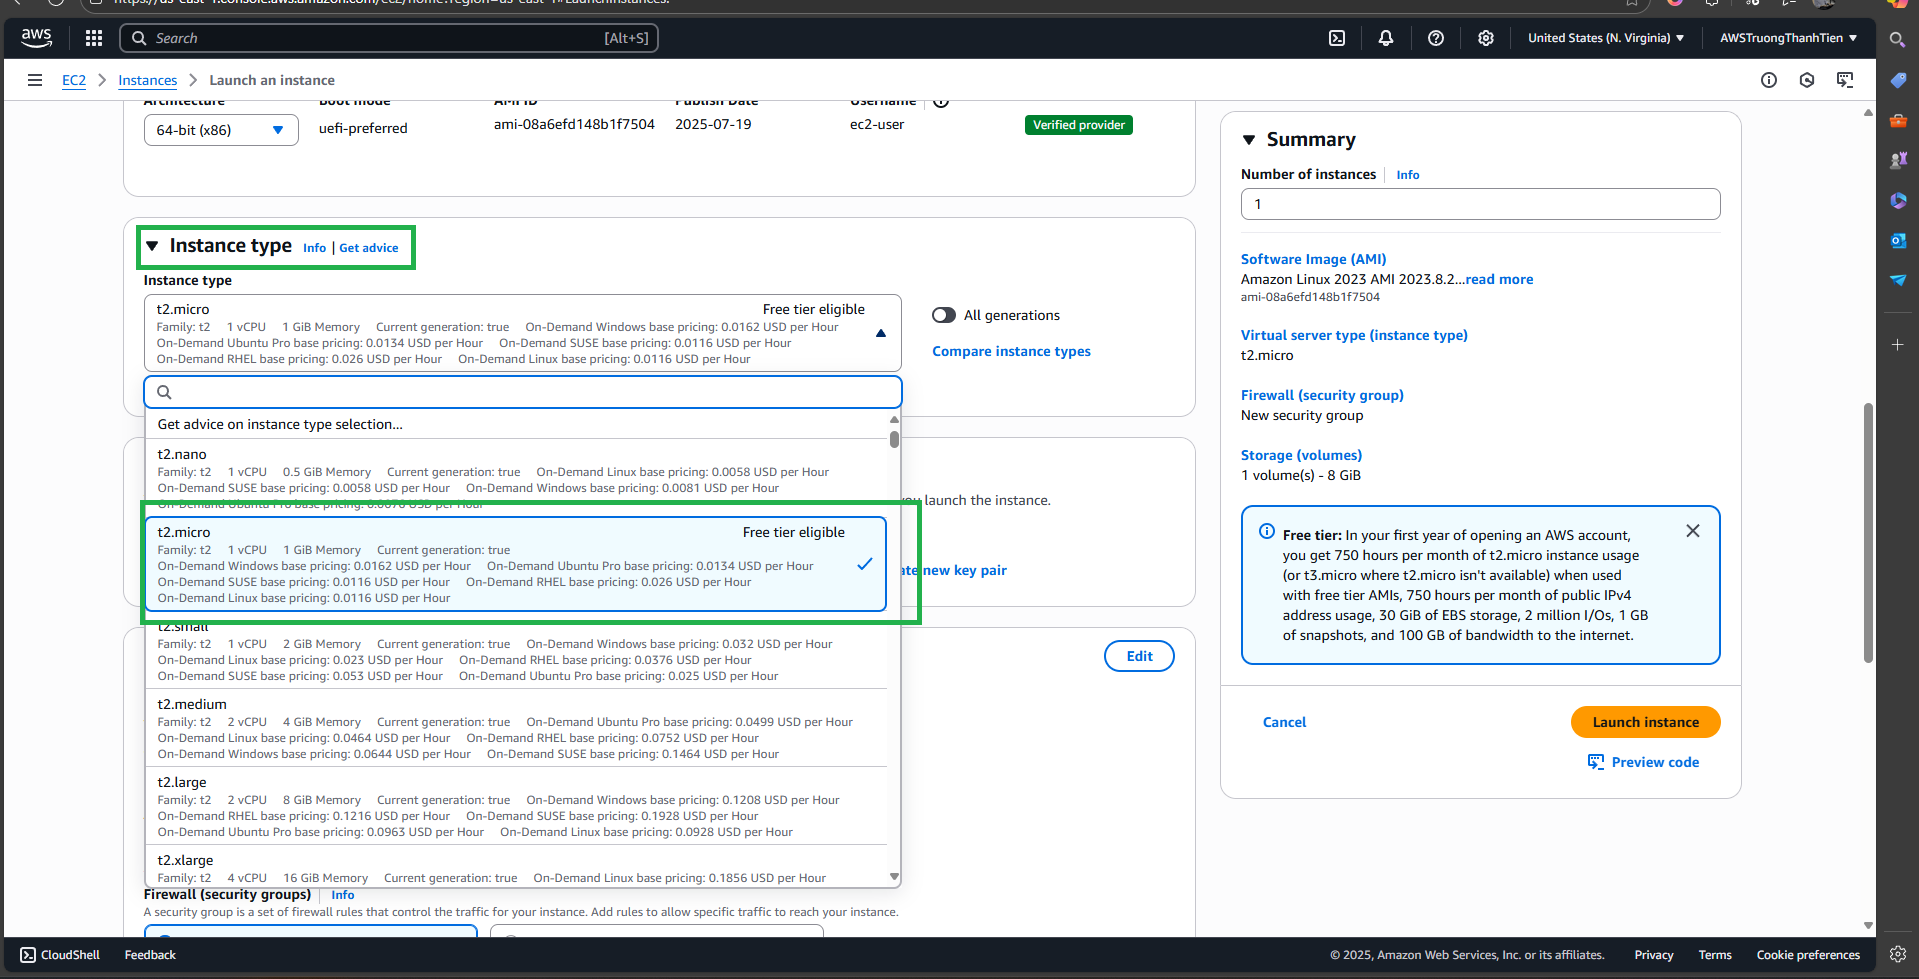 https://us-east-1.console.aws.amazon.com/ec2/home?region=us-east-1#LaunchInstances:
aws
Search [Alt+S]
United States (N. Virginia)
AWSTruongThanhTien
EC2 > Instances > Launch an instance
Architecture Boot mode AMI ID Publish Date Username
64-bit (x86) uefi-preferred ami-08a6efd148b1f7504 2025-07-19 ec2-user Verified provider
Instance type Info | Get advice
Instance type
t2.micro Free tier eligible
Family: t2 1 vCPU 1 GiB Memory Current generation: true On-Demand Windows base pricing: 0.0162 USD per Hour
On-Demand Ubuntu Pro base pricing: 0.0134 USD per Hour On-Demand SUSE base pricing: 0.0116 USD per Hour
On-Demand RHEL base pricing: 0.026 USD per Hour On-Demand Linux base pricing: 0.0116 USD per Hour
All generations
Compare instance types
Get advice on instance type selection...
t2.nano
Family: t2 1 vCPU 0.5 GiB Memory Current generation: true On-Demand Linux base pricing: 0.0058 USD per Hour
On-Demand SUSE base pricing: 0.0058 USD per Hour On-Demand Windows base pricing: 0.0081 USD per Hour
On-Demand Ubuntu Pro base pricing: 0.0076 USD per Hour
t2.micro Free tier eligible
Family: t2 1 vCPU 1 GiB Memory Current generation: true
On-Demand Windows base pricing: 0.0162 USD per Hour On-Demand Ubuntu Pro base pricing: 0.0134 USD per Hour
On-Demand SUSE base pricing: 0.0116 USD per Hour On-Demand RHEL base pricing: 0.026 USD per Hour
On-Demand Linux base pricing: 0.0116 USD per Hour
t2.small
Family: t2 1 vCPU 2 GiB Memory Current generation: true On-Demand Windows base pricing: 0.032 USD per Hour
On-Demand Linux base pricing: 0.023 USD per Hour On-Demand RHEL base pricing: 0.0376 USD per Hour
On-Demand SUSE base pricing: 0.053 USD per Hour On-Demand Ubuntu Pro base pricing: 0.025 USD per Hour
t2.medium
Family: t2 2 vCPU 4 GiB Memory Current generation: true On-Demand Ubuntu Pro base pricing: 0.0499 USD per Hour
On-Demand Linux base pricing: 0.0464 USD per Hour On-Demand RHEL base pricing: 0.0752 USD per Hour
On-Demand Windows base pricing: 0.0644 USD per Hour On-Demand SUSE base pricing: 0.1464 USD per Hour
t2.large
Family: t2 2 vCPU 8 GiB Memory Current generation: true On-Demand Windows base pricing: 0.1208 USD per Hour
On-Demand RHEL base pricing: 0.1216 USD per Hour On-Demand SUSE base pricing: 0.1928 USD per Hour
On-Demand Ubuntu Pro base pricing: 0.0963 USD per Hour On-Demand Linux base pricing: 0.0928 USD per Hour
t2.xlarge
Family: t2 4 vCPU 16 GiB Memory Current generation: true On-Demand Linux base pricing: 0.1856 USD per Hour
launch the instance.
new key pair
Edit
Firewall (security groups) Info
A security group is a set of firewall rules that control the traffic for your instance. Add rules to allow specific traffic to reach your instance.
Summary
Number of instances Info
1
Software Image (AMI)
Amazon Linux 2023 AMI 2023.8.2...read more
ami-08a6efd148b1f7504
Virtual server type (instance type)
t2.micro
Firewall (security group)
New security group
Storage (volumes)
1 volume(s) - 8 GiB
Free tier: In your first year of opening an AWS account,
you get 750 hours per month of t2.micro instance usage
(or t3.micro where t2.micro isn't available) when used
with free tier AMIs, 750 hours per month of public IPv4
address usage, 30 GiB of EBS storage, 2 million I/Os, 1 GB
of snapshots, and 100 GB of bandwidth to the internet.
Cancel Launch instance
Preview code
CloudShell Feedback © 2025, Amazon Web Services, Inc. or its affiliates. Privacy Terms Cookie preferences